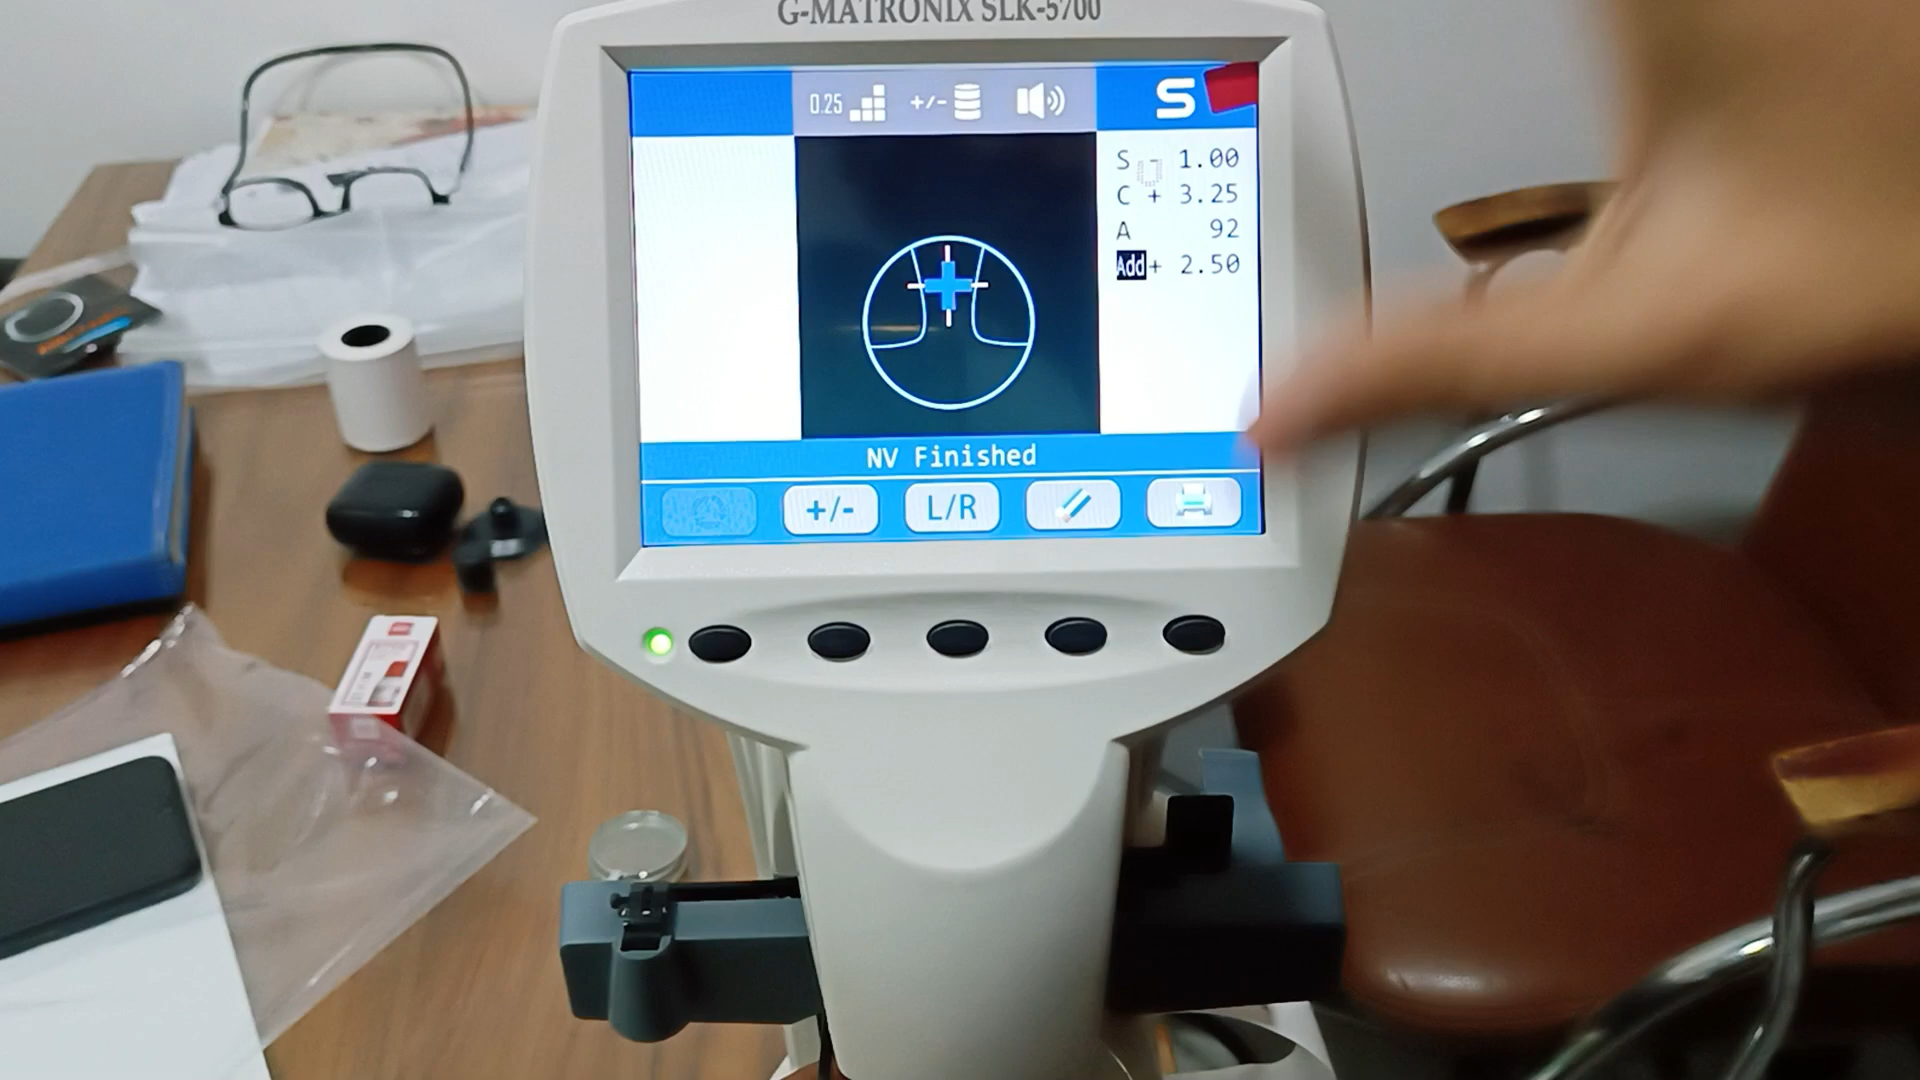 G-MATRONIX SLK-5700
0.25 +/- S
S 1.00
C + 3.25
A 92
Add + 2.50
NV Finished
+/- L/R